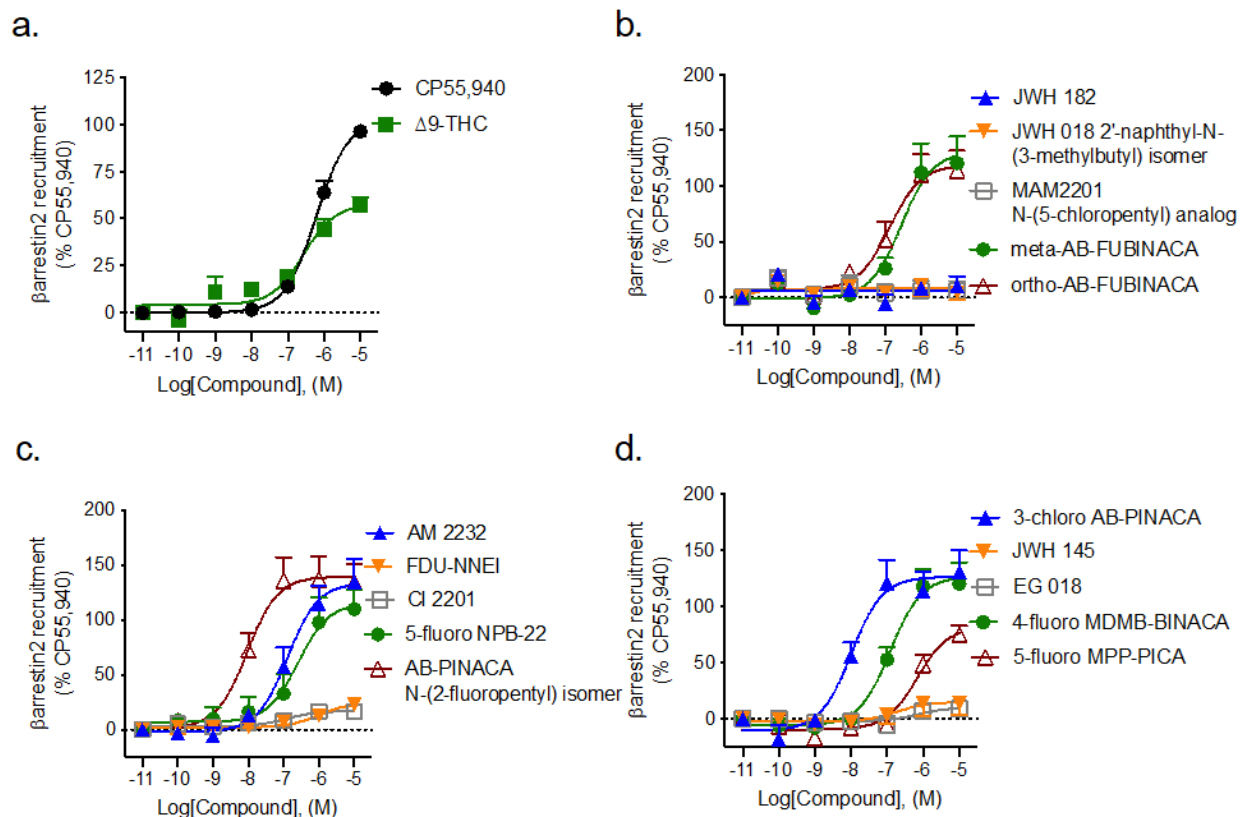 a.
βarrestin2 recruitment
(% CP55,940)
125
100
75
50
25
0
-11 -10 -9 -8 -7 -6 -5
Log[Compound], (M)
CP55,940
Δ9-THC
b.
βarrestin2 recruitment
(% CP55,940)
200
150
100
50
0
-11 -10 -9 -8 -7 -6 -5
Log[Compound], (M)
JWH 182
JWH 018 2'-naphthyl-N-
(3-methylbutyl) isomer
MAM2201
N-(5-chloropentyl) analog
meta-AB-FUBINACA
ortho-AB-FUBINACA
c.
βarrestin2 recruitment
(% CP55,940)
200
150
100
50
0
-11 -10 -9 -8 -7 -6 -5
Log[Compound], (M)
AM 2232
FDU-NNEI
CI 2201
5-fluoro NPB-22
AB-PINACA
N-(2-fluoropentyl) isomer
d.
βarrestin2 recruitment
(% CP55,940)
200
150
100
50
0
-11 -10 -9 -8 -7 -6 -5
Log[Compound], (M)
3-chloro AB-PINACA
JWH 145
EG 018
4-fluoro MDMB-BINACA
5-fluoro MPP-PICA